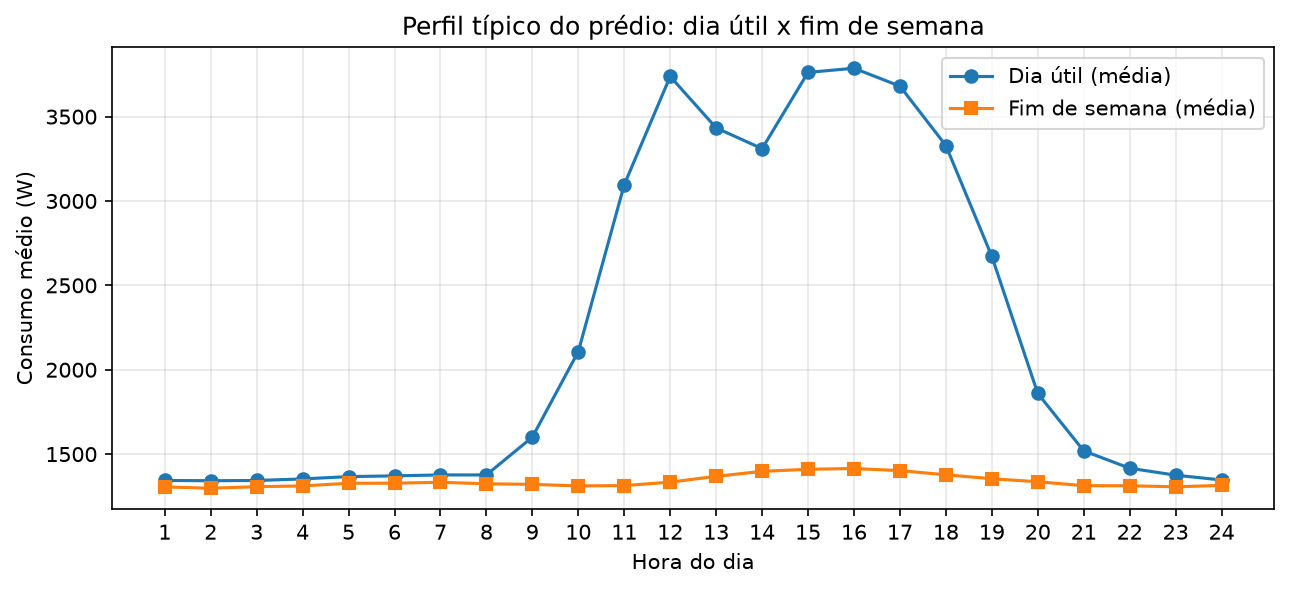 Perfil típico do prédio: dia útil x fim de semana
Dia útil (média)
Fim de semana (média)
Consumo médio (W)
3500
3000
2500
2000
1500
1 2 3 4 5 6 7 8 9 10 11 12 13 14 15 16 17 18 19 20 21 22 23 24
Hora do dia